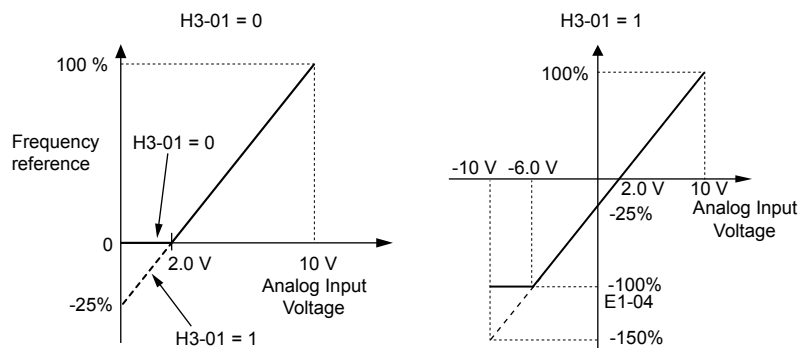 H3-01 = 0
100 %
Frequency
reference
H3-01 = 0
0
2.0 V
10 V
Analog Input
Voltage
-25%
H3-01 = 1
H3-01 = 1
100%
-10 V
-6.0 V
2.0 V
10 V
Analog Input
Voltage
-25%
-100%
E1-04
-150%